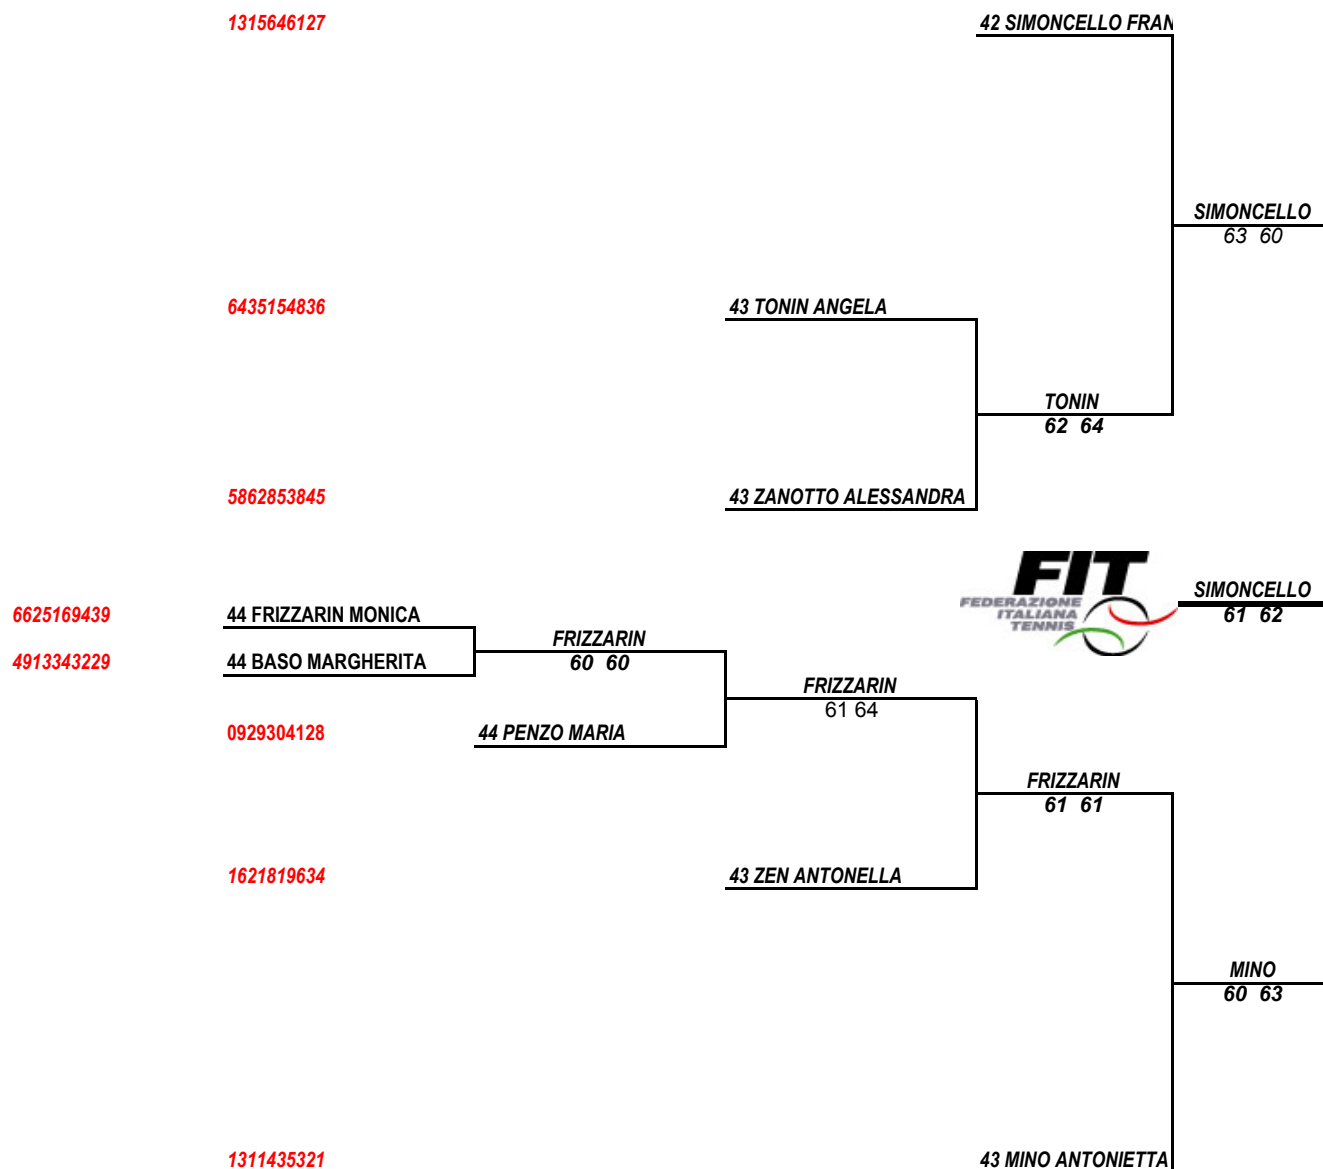 1315646127 42 SIMONCELLO FRAN
SIMONCELLO
63 60
6435154836 43 TONIN ANGELA
TONIN
62 64
5862853845 43 ZANOTTO ALESSANDRA
FIT
FEDERAZIONE
ITALIANA
TENNIS
SIMONCELLO
61 62
6625169439 44 FRIZZARIN MONICA
FRIZZARIN
60 60
4913343229 44 BASO MARGHERITA
FRIZZARIN
61 64
0929304128 44 PENZO MARIA
FRIZZARIN
61 61
1621819634 43 ZEN ANTONELLA
MINO
60 63
1311435321 43 MINO ANTONIETTA